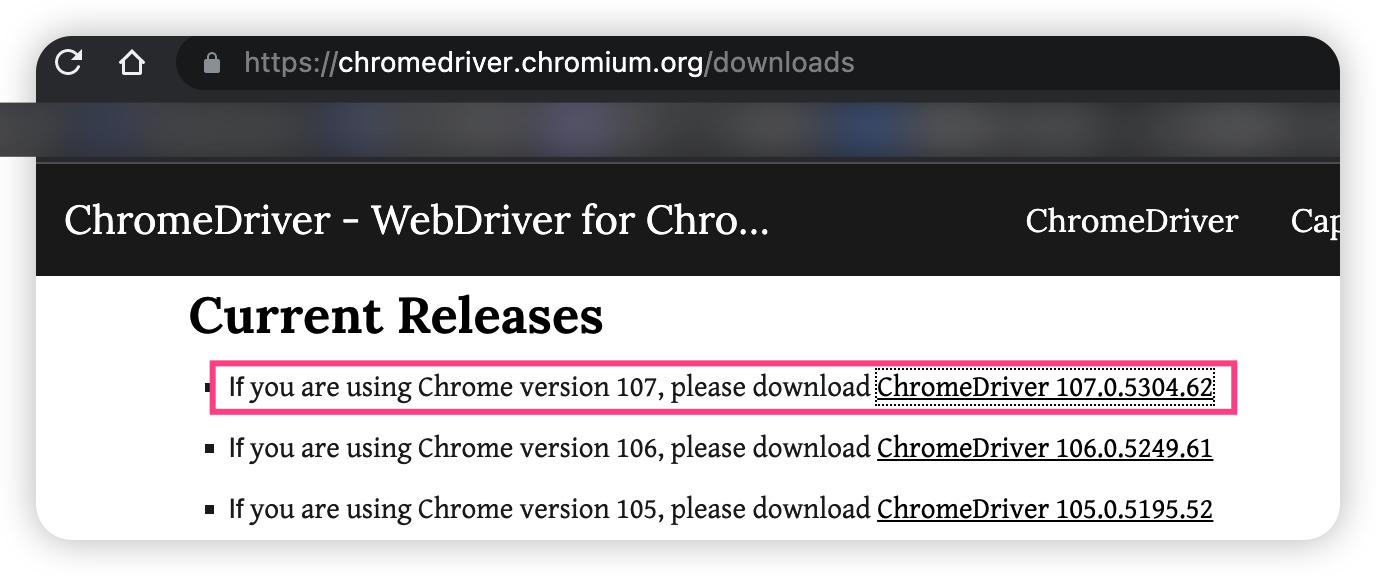 https://chromedriver.chromium.org/downloads
ChromeDriver - WebDriver for Chro... ChromeDriver Cap
Current Releases
If you are using Chrome version 107, please download ChromeDriver 107.0.5304.62
If you are using Chrome version 106, please download ChromeDriver 106.0.5249.61
If you are using Chrome version 105, please download ChromeDriver 105.0.5195.52